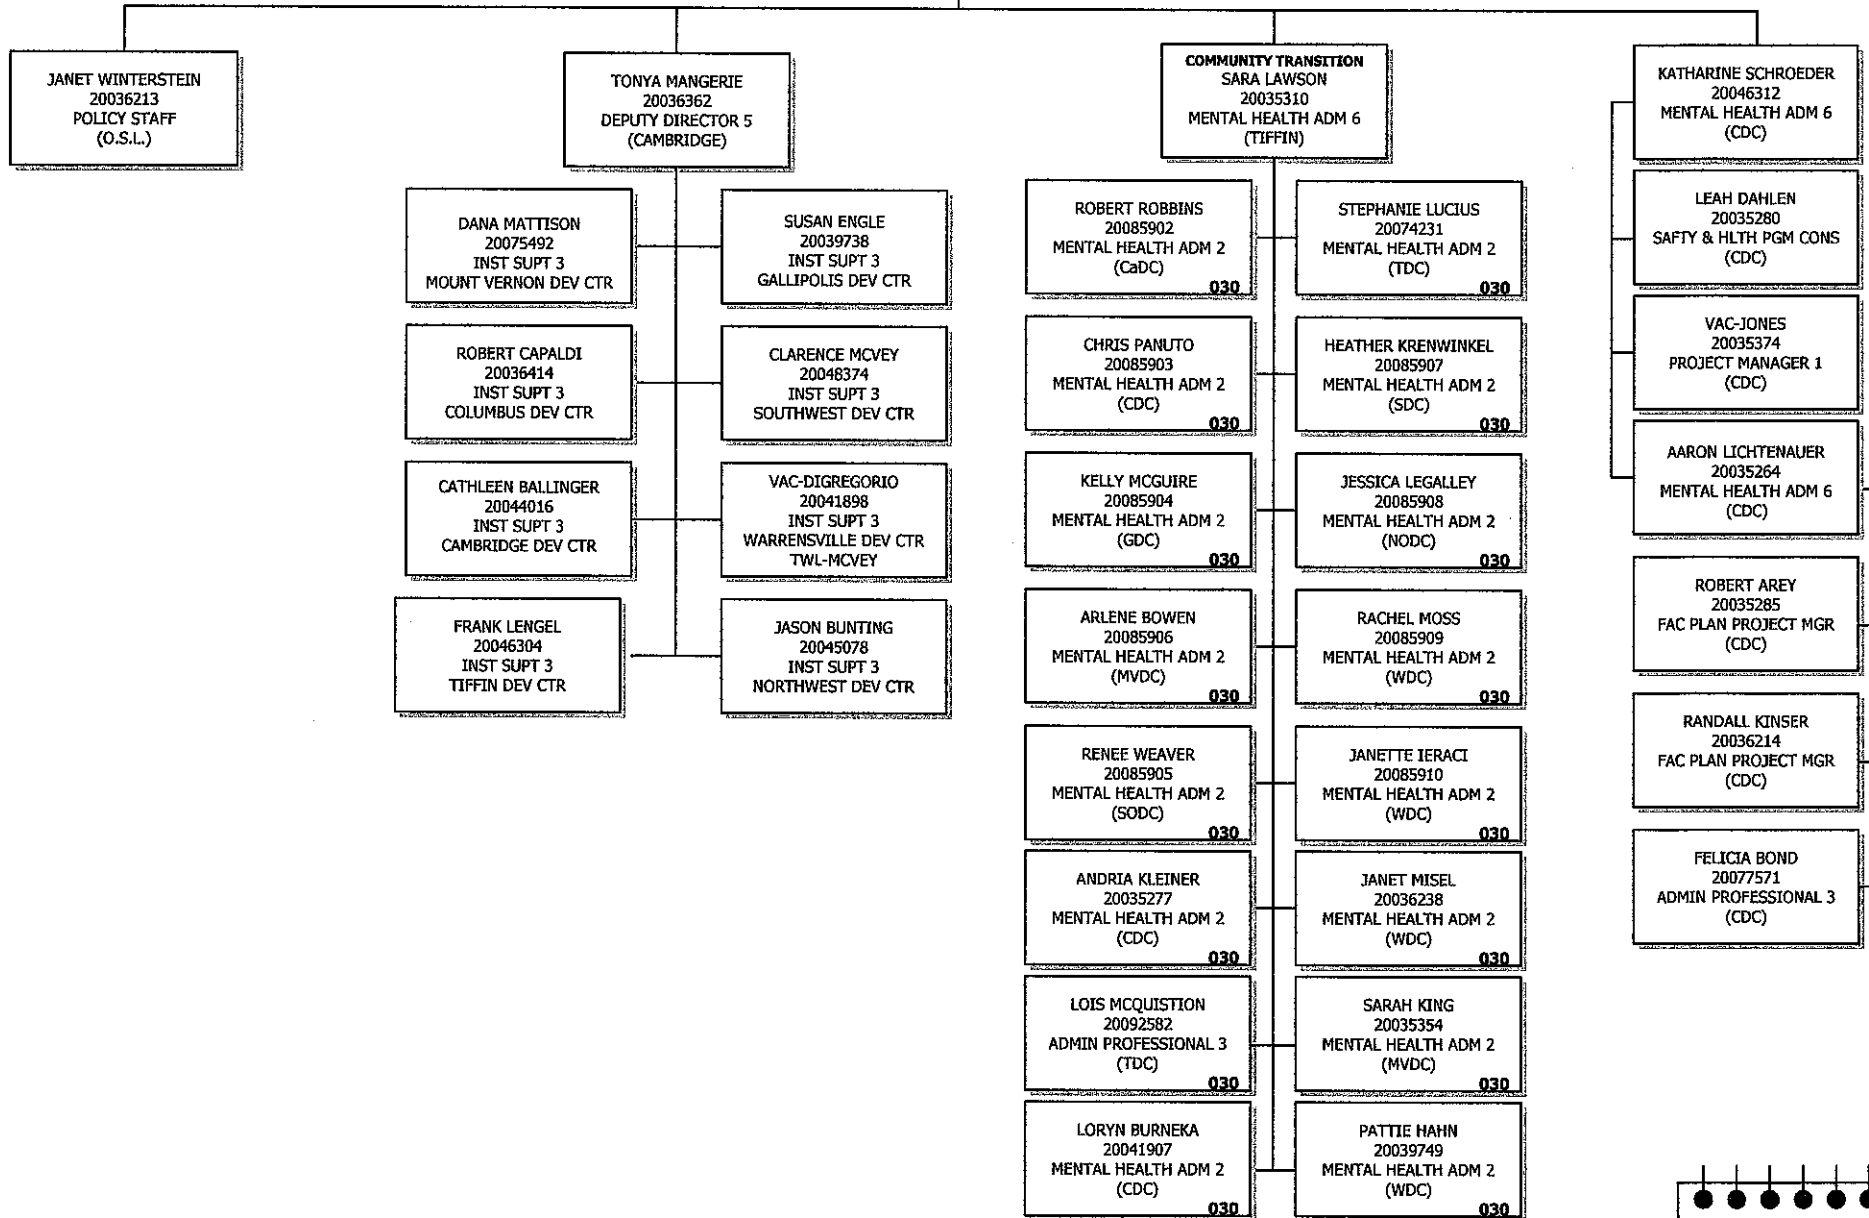 JANET WINTERSTEIN
20036213
POLICY STAFF
(O.S.L.)
TONYA MANGERIE
20036362
DEPUTY DIRECTOR 5
(CAMBRIDGE)
DANA MATTISON
20075492
INST SUPT 3
MOUNT VERNON DEV CTR
SUSAN ENGLE
20039738
INST SUPT 3
GALLIPOLIS DEV CTR
ROBERT CAPALDI
20036414
INST SUPT 3
COLUMBUS DEV CTR
CLARENCE MCVEY
20048374
INST SUPT 3
SOUTHWEST DEV CTR
CATHLEEN BALLINGER
20044016
INST SUPT 3
CAMBRIDGE DEV CTR
VAC-DIGREGORIO
20041898
INST SUPT 3
WARRENSVILLE DEV CTR
TWL-MCVEY
FRANK LENGEL
20046304
INST SUPT 3
TIFFIN DEV CTR
JASON BUNTING
20045078
INST SUPT 3
NORTHWEST DEV CTR
COMMUNITY TRANSITION
SARA LAWSON
20035310
MENTAL HEALTH ADM 6
(TIFFIN)
ROBERT ROBBINS
20085902
MENTAL HEALTH ADM 2
(CaDC)
030
STEPHANIE LUCIUS
20074231
MENTAL HEALTH ADM 2
(TDC)
030
CHRIS PANUTO
20085903
MENTAL HEALTH ADM 2
(CDC)
030
HEATHER KRENWINKEL
20085907
MENTAL HEALTH ADM 2
(SDC)
030
KELLY MCGUIRE
20085904
MENTAL HEALTH ADM 2
(GDC)
030
JESSICA LEGALLEY
20085908
MENTAL HEALTH ADM 2
(NODC)
030
ARLENE BOWEN
20085906
MENTAL HEALTH ADM 2
(MVDC)
030
RACHEL MOSS
20085909
MENTAL HEALTH ADM 2
(WDC)
030
RENEE WEAVER
20085905
MENTAL HEALTH ADM 2
(SODC)
030
JANETTE IERACI
20085910
MENTAL HEALTH ADM 2
(WDC)
030
ANDRIA KLEINER
20035277
MENTAL HEALTH ADM 2
(CDC)
030
JANET MISEL
20036238
MENTAL HEALTH ADM 2
(WDC)
030
LOIS MCQUISTION
20092582
ADMIN PROFESSIONAL 3
(TDC)
030
SARAH KING
20035354
MENTAL HEALTH ADM 2
(MVDC)
030
LORYN BURNEKA
20041907
MENTAL HEALTH ADM 2
(CDC)
030
PATTIE HAHN
20039749
MENTAL HEALTH ADM 2
(WDC)
030
KATHARINE SCHROEDER
20046312
MENTAL HEALTH ADM 6
(CDC)
LEAH DAHLEN
20035280
SAFTY & HLTH PGM CONS
(CDC)
VAC-JONES
20035374
PROJECT MANAGER 1
(CDC)
AARON LICHTENAUER
20035264
MENTAL HEALTH ADM 6
(CDC)
ROBERT AREY
20035285
FAC PLAN PROJECT MGR
(CDC)
RANDALL KINSER
20036214
FAC PLAN PROJECT MGR
(CDC)
FELICIA BOND
20077571
ADMIN PROFESSIONAL 3
(CDC)